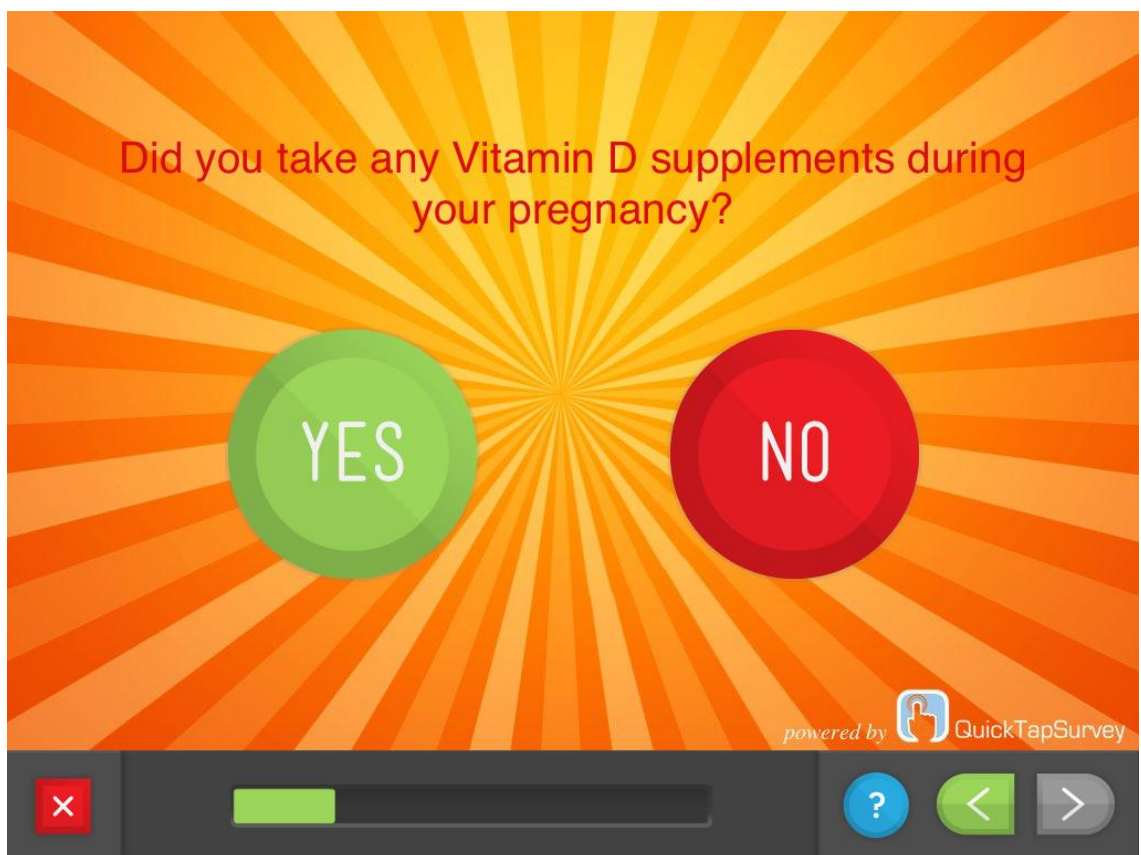 Did you take any Vitamin D supplements during
your pregnancy?
YES
NO
powered by QuickTapSurvey
?